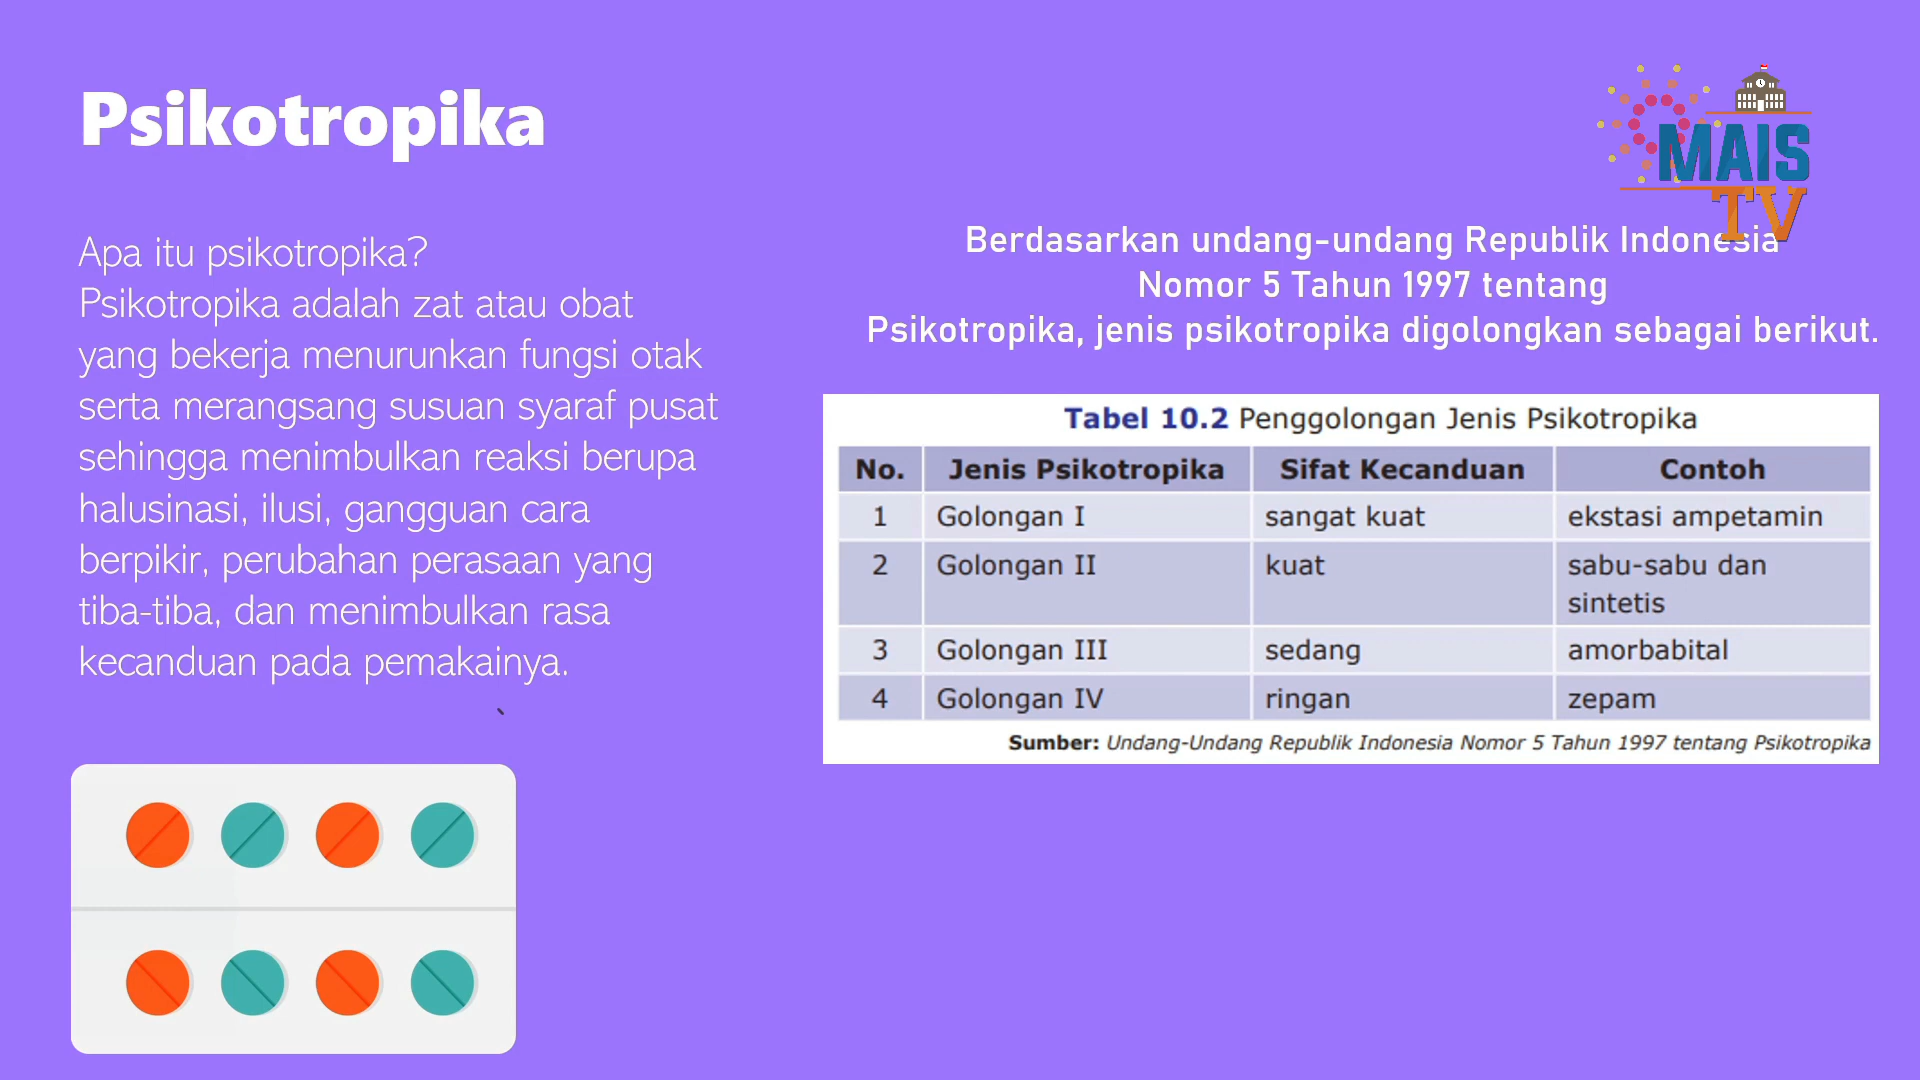 Psikotropika
MAIS
TV
Apa itu psikotropika?
Psikotropika adalah zat atau obat
yang bekerja menurunkan fungsi otak
serta merangsang susuan syaraf pusat
sehingga menimbulkan reaksi berupa
halusinasi, ilusi, gangguan cara
berpikir, perubahan perasaan yang
tiba-tiba, dan menimbulkan rasa
kecanduan pada pemakainya.
Berdasarkan undang-undang Republik Indonesia
Nomor 5 Tahun 1997 tentang
Psikotropika, jenis psikotropika digolongkan sebagai berikut.
Tabel 10.2 Penggolongan Jenis Psikotropika
No. Jenis Psikotropika Sifat Kecanduan Contoh
1 Golongan I sangat kuat ekstasi ampetamin
2 Golongan II kuat sabu-sabu dan
sintetis
3 Golongan III sedang amorbabital
4 Golongan IV ringan zepam
Sumber: Undang-Undang Republik Indonesia Nomor 5 Tahun 1997 tentang Psikotropika